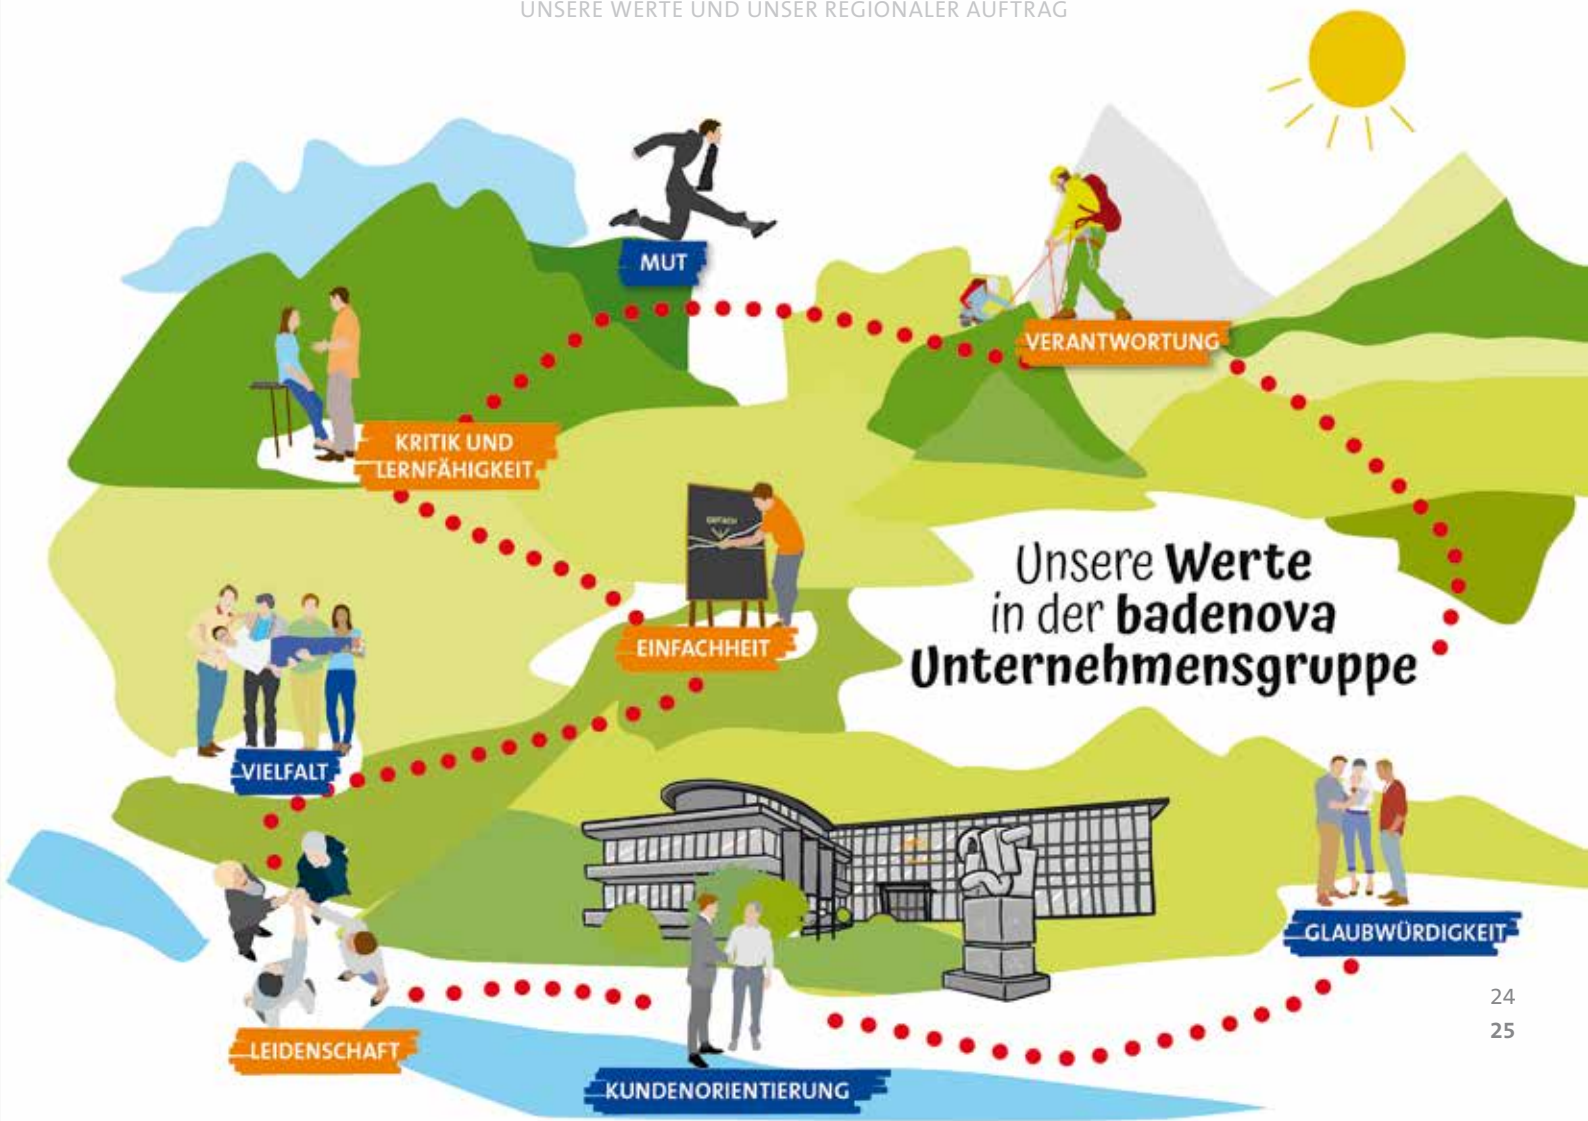 UNSERE WERTE UND UNSER REGIONALER AUFTRAG
MUT
VERANTWORTUNG
KRITIK UND
LERNFÄHIGKEIT
EINFACH
Unsere Werte
in der badenova
Unternehmensgruppe
EINFACHHEIT
VIELFALT
GLAUBWÜRDIGKEIT
24
25
LEIDENSCHAFT
KUNDENORIENTIERUNG